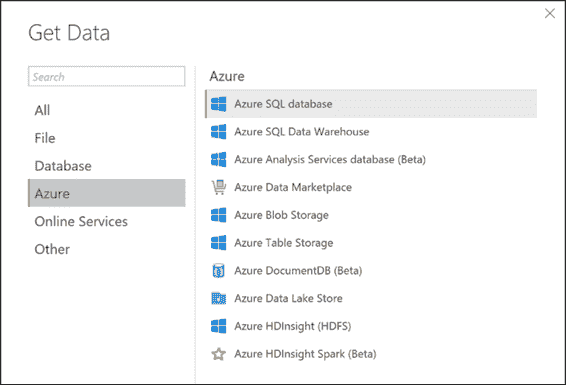 Get Data
Search
All
File
Database
Azure
Online Services
Other
Azure
Azure SQL database
Azure SQL Data Warehouse
Azure Analysis Services database (Beta)
Azure Data Marketplace
Azure Blob Storage
Azure Table Storage
Azure DocumentDB (Beta)
Azure Data Lake Store
Azure HDInsight (HDFS)
Azure HDInsight Spark (Beta)